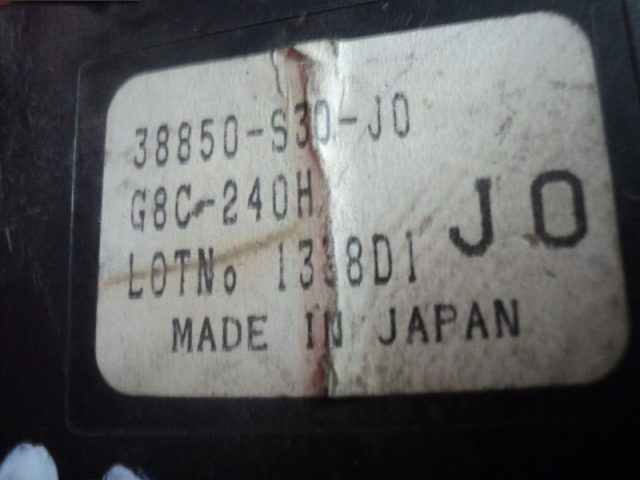 38850-S30-J0
G8C-240H
J0
LOTNo 1338D1
MADE IN JAPAN